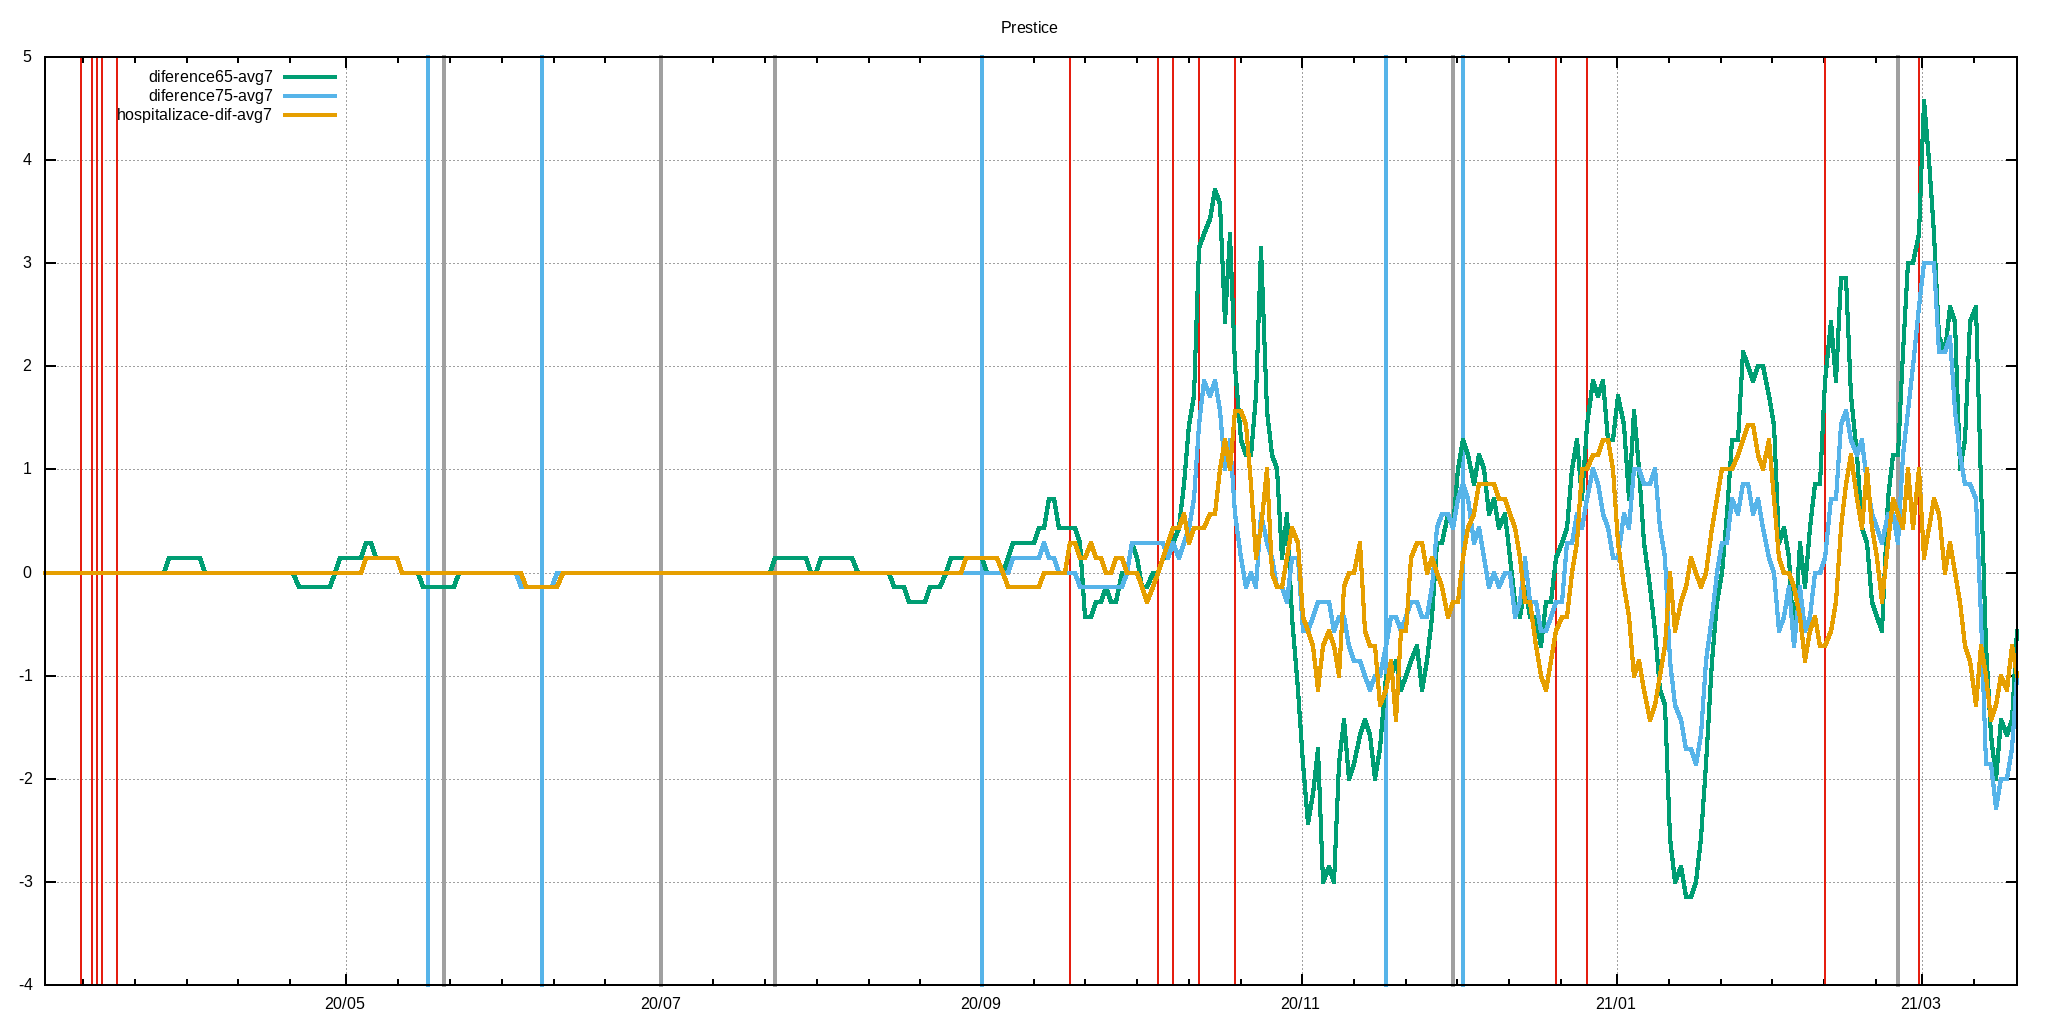 Prestice
5
diference65-avg7
diference75-avg7
hospitalizace-dif-avg7
4
3
2
1
0
-1
-2
-3
-4
20/05 20/07 20/09 20/11 21/01 21/03